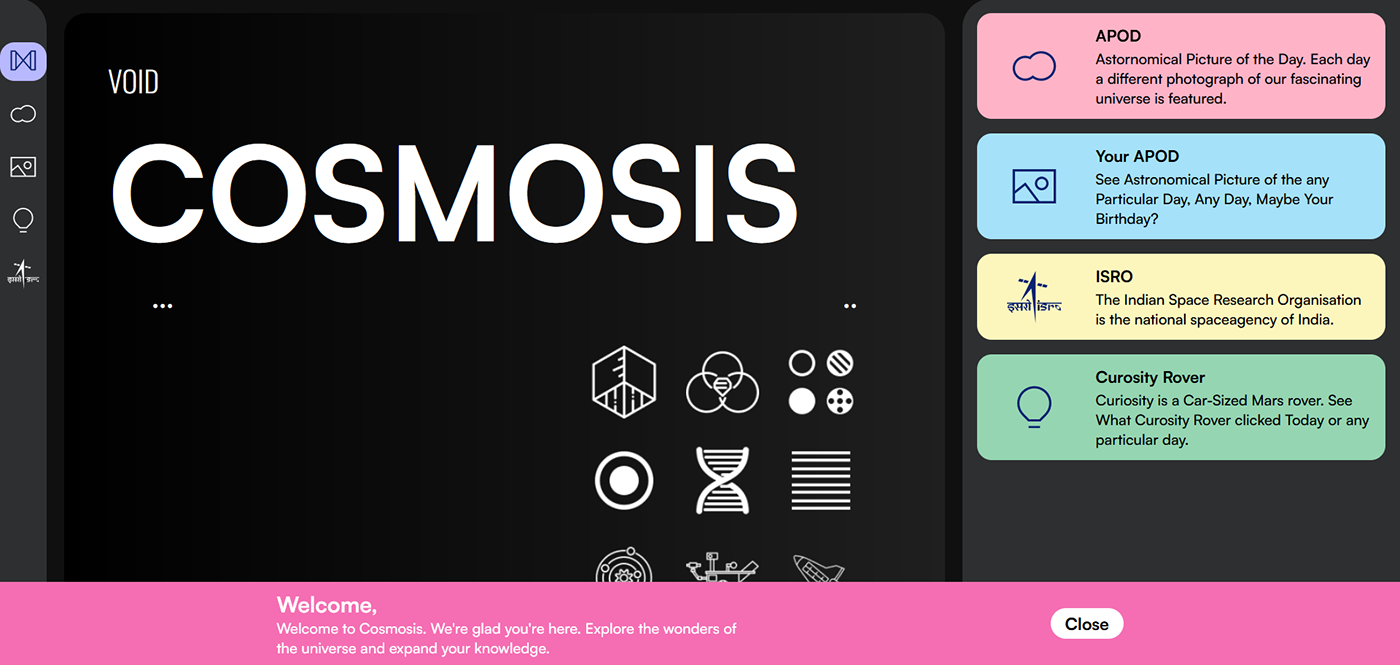 VOID
COSMOSIS
...
..
APOD
Astornomical Picture of the Day. Each day
a different photograph of our fascinating
universe is featured.
Your APOD
See Astronomical Picture of the any
Particular Day, Any Day, Maybe Your
Birthday?
इसरो isro
ISRO
The Indian Space Research Organisation
is the national spaceagency of India.
Curosity Rover
Curiosity is a Car-Sized Mars rover. See
What Curosity Rover clicked Today or any
particular day.
इसरो isro
Welcome,
Welcome to Cosmosis. We're glad you're here. Explore the wonders of
the universe and expand your knowledge.
Close